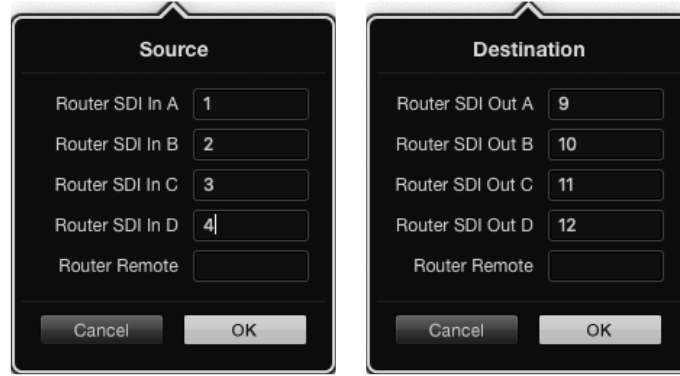 Source
Router SDI In A 1
Router SDI In B 2
Router SDI In C 3
Router SDI In D 4
Router Remote
Cancel OK
Destination
Router SDI Out A 9
Router SDI Out B 10
Router SDI Out C 11
Router SDI Out D 12
Router Remote
Cancel OK